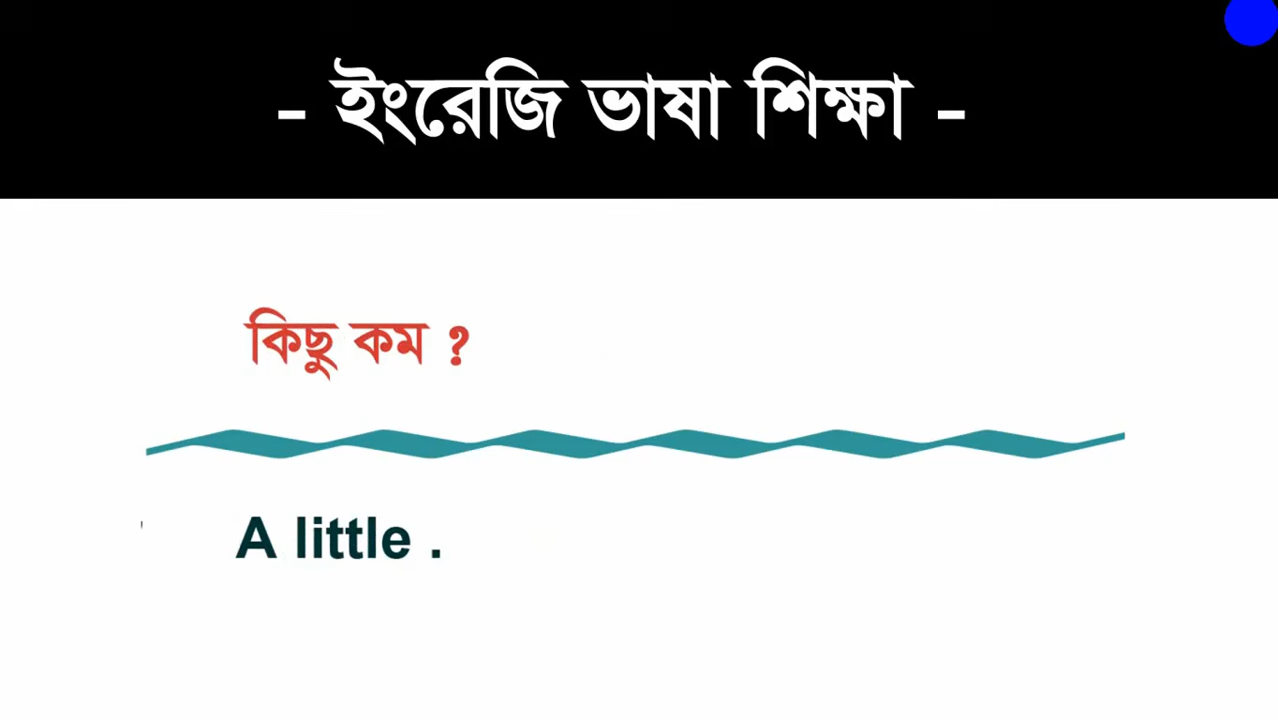 - ইংরেজি ভাষা শিক্ষা -
কিছু কম ?
A little .